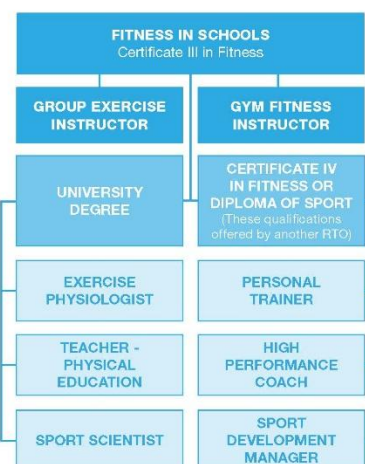 FITNESS IN SCHOOLS
Certificate III in Fitness
GROUP EXERCISE
INSTRUCTOR
GYM FITNESS
INSTRUCTOR
UNIVERSITY
DEGREE
CERTIFICATE IV
IN FITNESS OR
DIPLOMA OF SPORT
(These qualifications
offered by another RTO)
EXERCISE
PHYSIOLOGIST
PERSONAL
TRAINER
TEACHER -
PHYSICAL
EDUCATION
HIGH
PERFORMANCE
COACH
SPORT SCIENTIST
SPORT
DEVELOPMENT
MANAGER